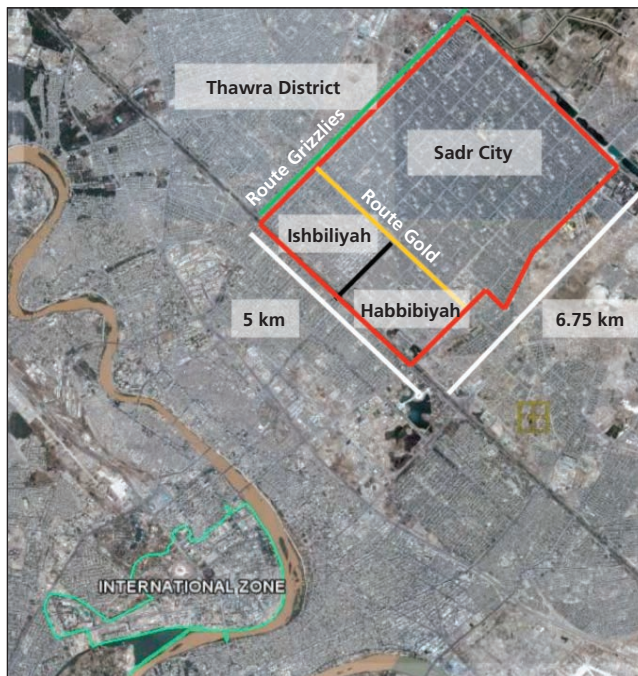 Thawra District
Route Grizzlies
Sadr City
Route Gold
Ishbiliyah
Habbibiyah
5 km
6.75 km
INTERNATIONAL ZONE